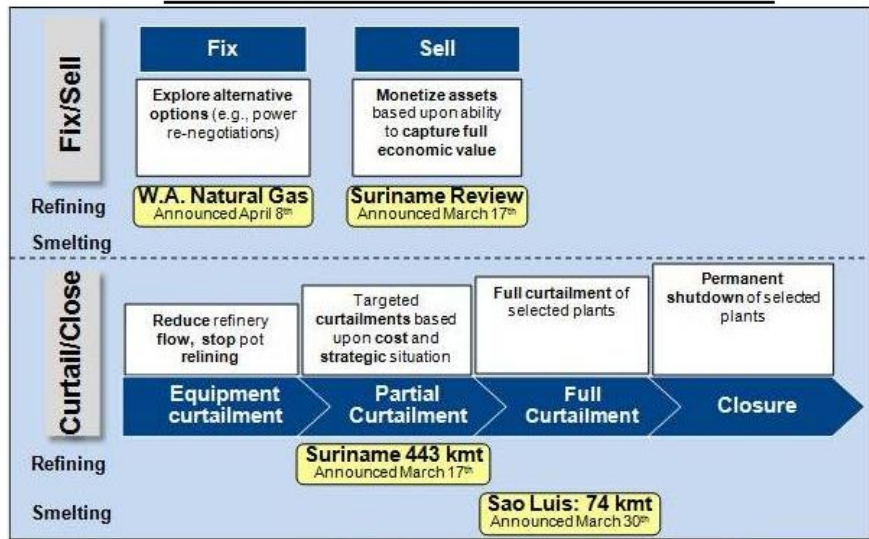 Fix/Sell
Fix
Sell
Explore alternative
options (e.g., power
re-negotiations)
Monetize assets
based upon ability
to capture full
economic value
Refining
W.A. Natural Gas
Announced April 8th
Suriname Review
Announced March 17th
Smelting
Curtail/Close
Reduce refinery
flow, stop pot
relining
Targeted
curtailments based
upon cost and
strategic situation
Full curtailment of
selected plants
Permanent
shutdown of selected
plants
Equipment
curtailment
Partial
Curtailment
Full
Curtailment
Closure
Refining
Suriname 443 kmt
Announced March 17th
Smelting
Sao Luis: 74 kmt
Announced March 30th